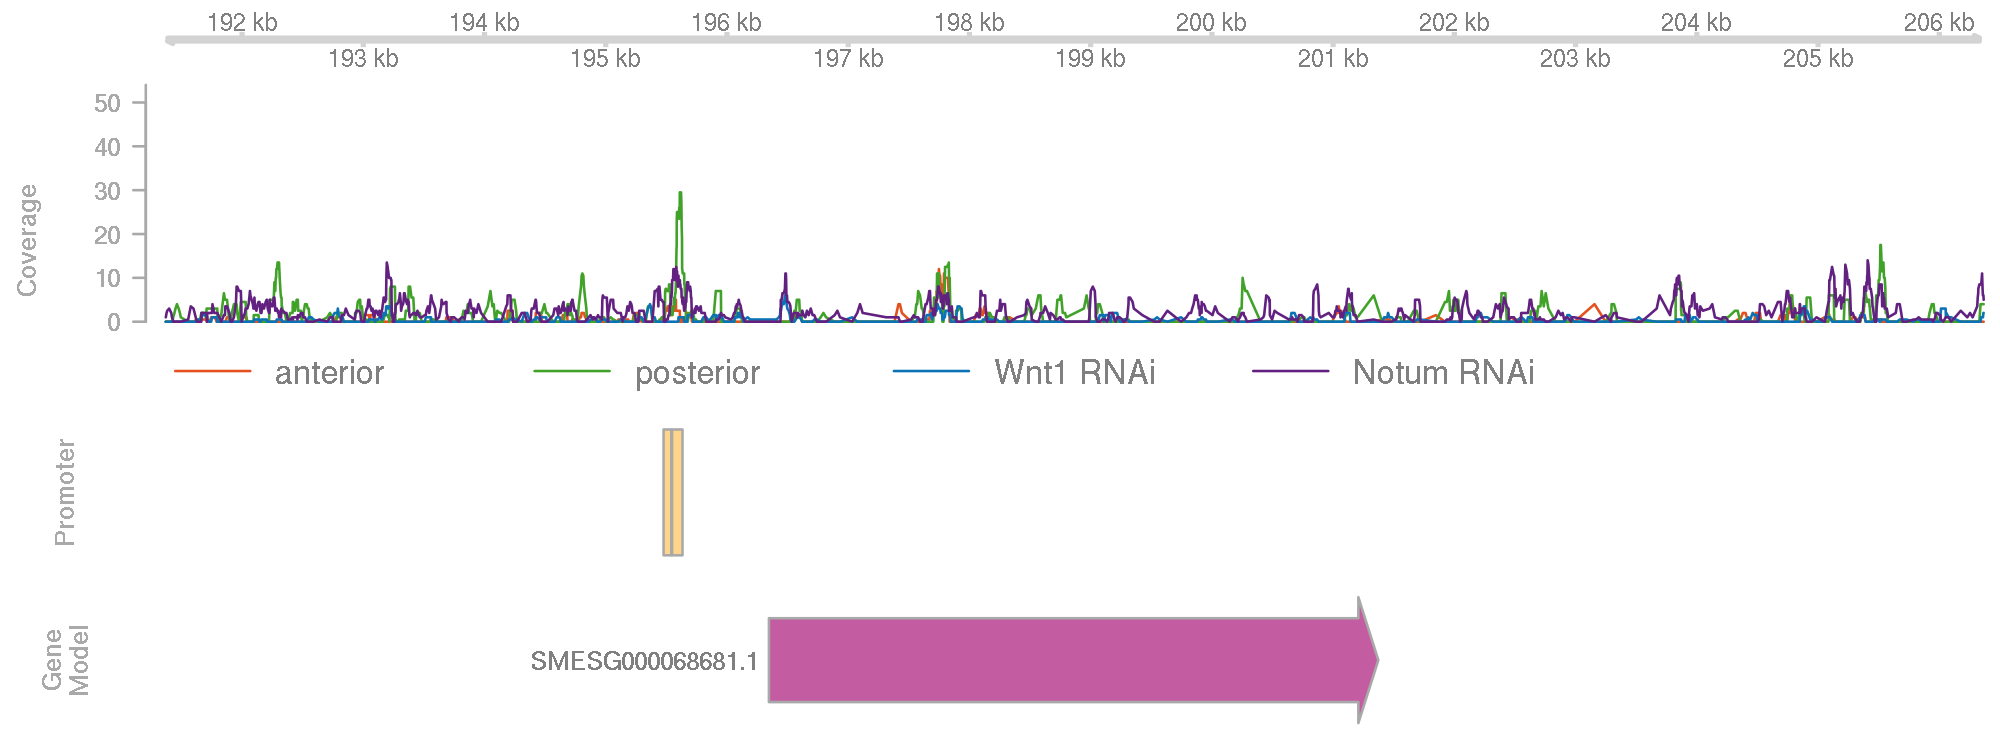 192 kb 194 kb 196 kb 198 kb 200 kb 202 kb 204 kb 206 kb
193 kb 195 kb 197 kb 199 kb 201 kb 203 kb 205 kb
Coverage
50
40
30
20
10
0
anterior posterior Wnt1 RNAi Notum RNAi
Promoter
Gene
Model
SMESG000068681.1